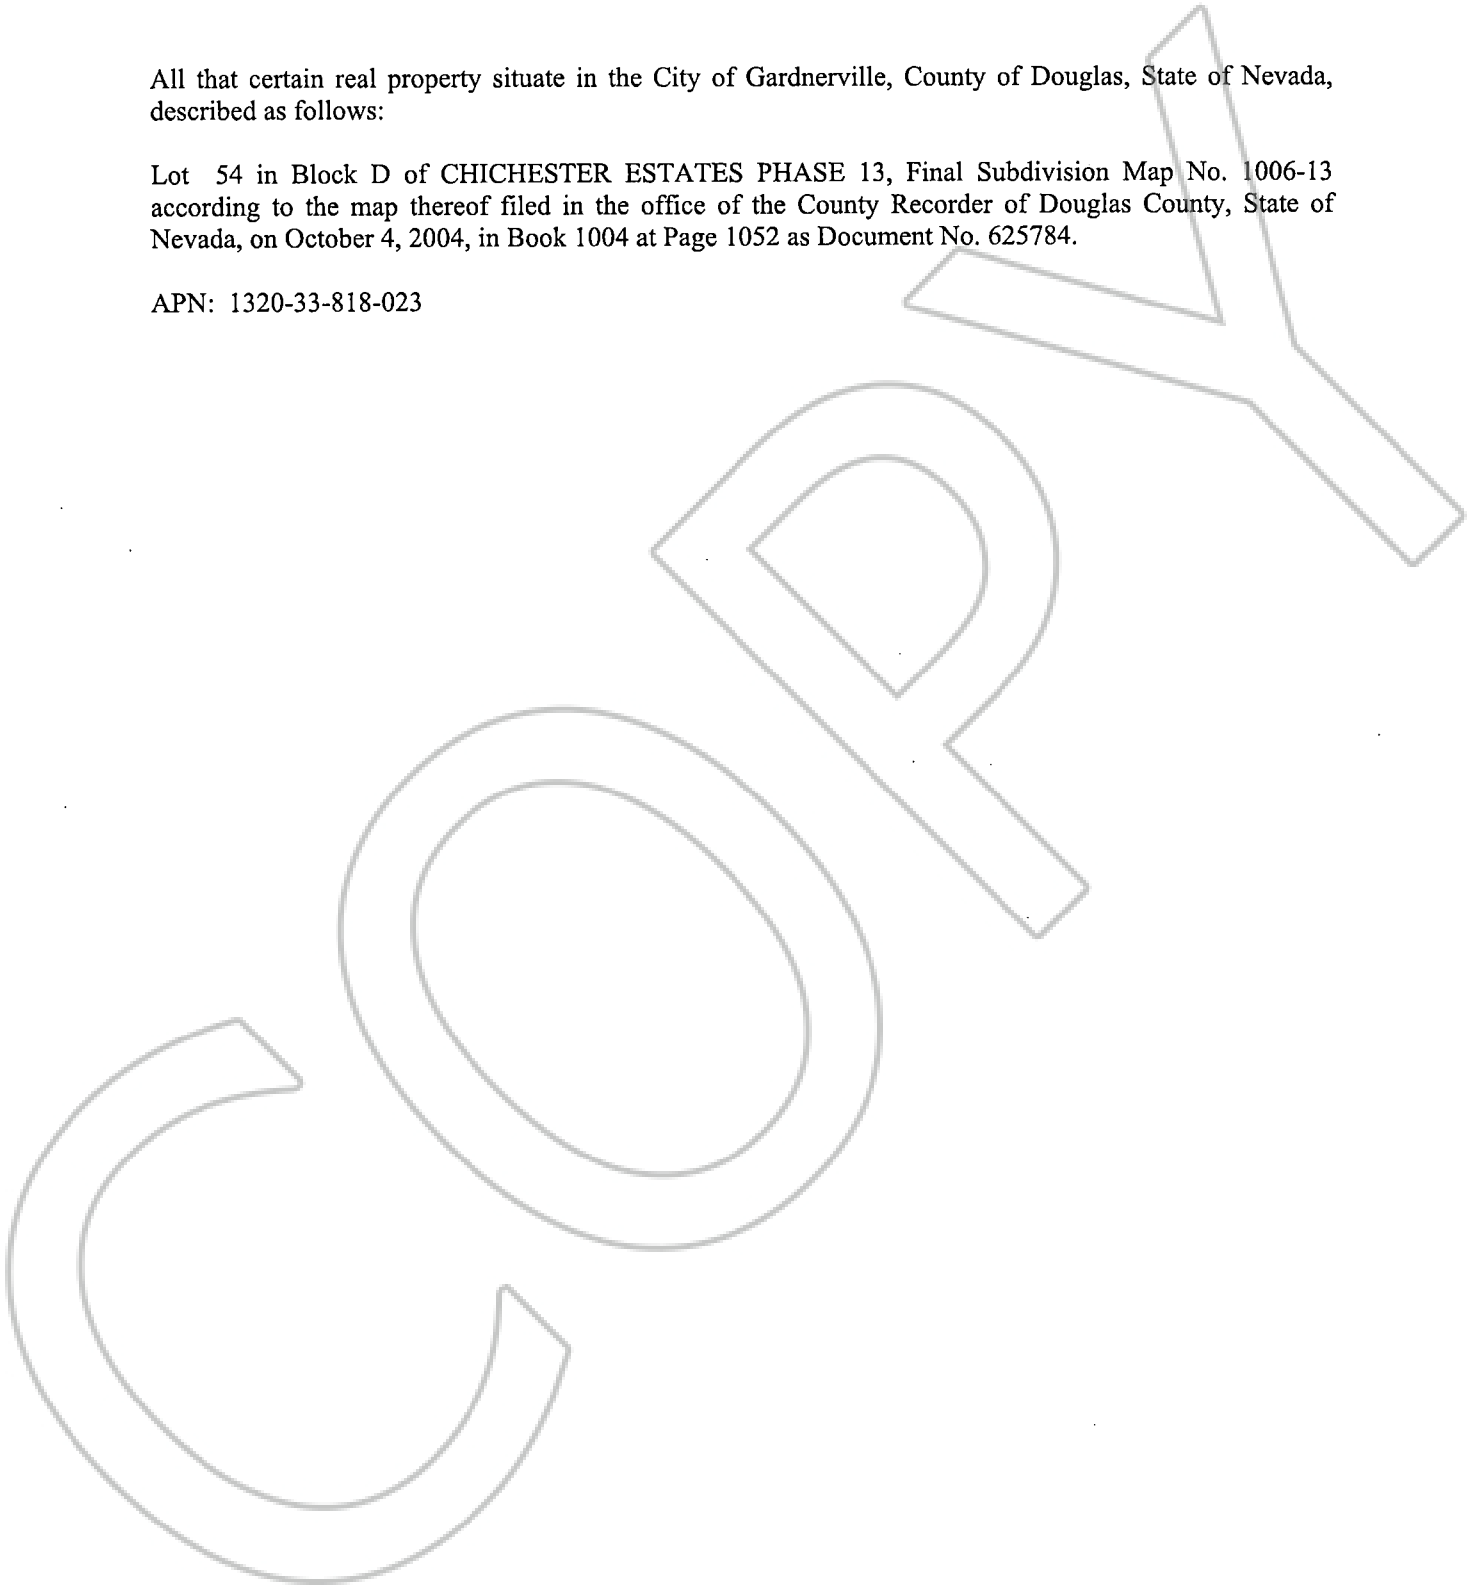 All that certain real property situate in the City of Gardnerville, County of Douglas, State of Nevada,
described as follows:
Lot 54 in Block D of CHICHESTER ESTATES PHASE 13, Final Subdivision Map No. 1006-13
according to the map thereof filed in the office of the County Recorder of Douglas County, State of
Nevada, on October 4, 2004, in Book 1004 at Page 1052 as Document No. 625784.
APN: 1320-33-818-023
COPY